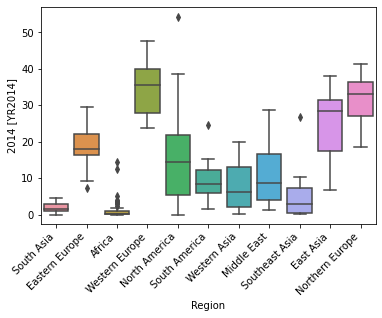 50
40
30
20
10
0
2014 [YR2014]
South Asia
Eastern Europe
Africa
Western Europe
North America
South America
Western Asia
Middle East
Southeast Asia
East Asia
Northern Europe
Region